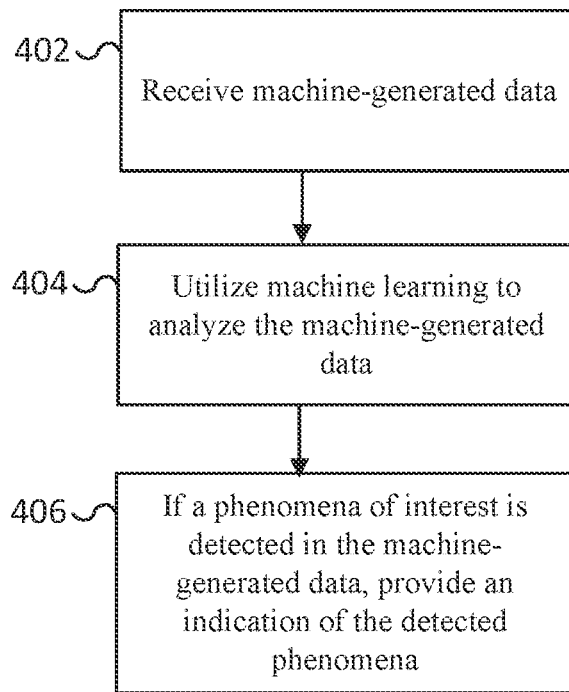 402
Receive machine-generated data
404
Utilize machine learning to
analyze the machine-generated
data
406
If a phenomena of interest is
detected in the machine-
generated data, provide an
indication of the detected
phenomena